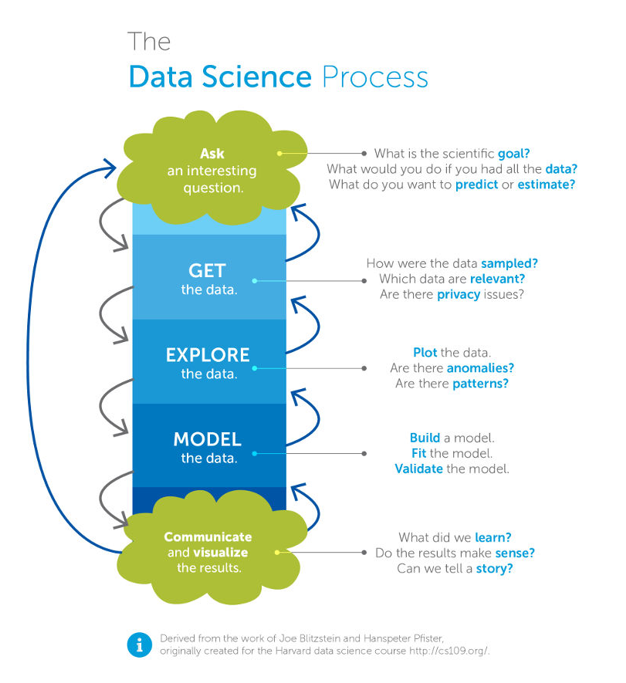 The
Data Science Process
Ask
an interesting
question.
What is the scientific goal?
What would you do if you had all the data?
What do you want to predict or estimate?
GET
the data.
How were the data sampled?
Which data are relevant?
Are there privacy issues?
EXPLORE
the data.
Plot the data.
Are there anomalies?
Are there patterns?
MODEL
the data.
Build a model.
Fit the model.
Validate the model.
Communicate
and visualize
the results.
What did we learn?
Do the results make sense?
Can we tell a story?
i
Derived from the work of Joe Blitzstein and Hanspeter Pfister,
originally created for the Harvard data science course http://cs109.org/.